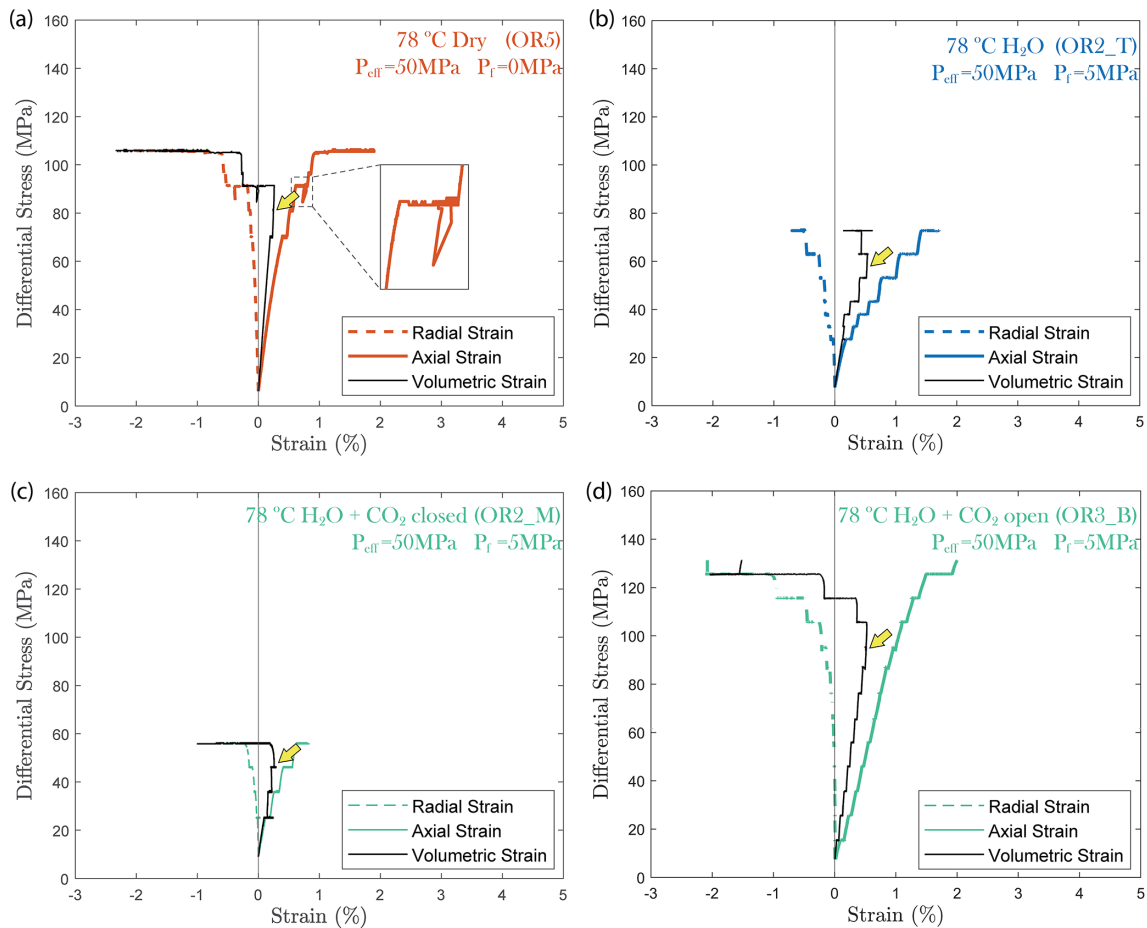 (a)
78 °C Dry (OR5)
Peff=50MPa Pf=0MPa
Differential Stress (MPa)
160
140
120
100
80
60
40
20
0
Radial Strain
Axial Strain
Volumetric Strain
-3 -2 -1 0 1 2 3 4 5
Strain (%)
(b)
78 °C H₂O (OR2_T)
Peff=50MPa Pf=5MPa
Differential Stress (MPa)
160
140
120
100
80
60
40
20
0
Radial Strain
Axial Strain
Volumetric Strain
-3 -2 -1 0 1 2 3 4 5
Strain (%)
(c)
78 °C H₂O + CO₂ closed (OR2_M)
Peff=50MPa Pf=5MPa
Differential Stress (MPa)
160
140
120
100
80
60
40
20
0
Radial Strain
Axial Strain
Volumetric Strain
-3 -2 -1 0 1 2 3 4 5
Strain (%)
(d)
78 °C H₂O + CO₂ open (OR3_B)
Peff=50MPa Pf=5MPa
Differential Stress (MPa)
160
140
120
100
80
60
40
20
0
Radial Strain
Axial Strain
Volumetric Strain
-3 -2 -1 0 1 2 3 4 5
Strain (%)